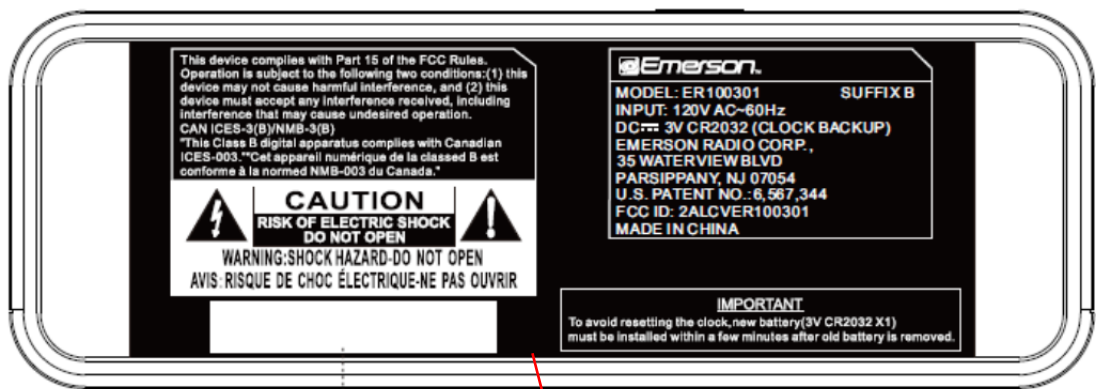 This device complies with Part 15 of the FCC Rules.
Operation is subject to the following two conditions:(1) this
device may not cause harmful interference, and (2) this
device must accept any interference received, including
interference that may cause undesired operation.
CAN ICES-3(B)/NMB-3(B)
"This Class B digital apparatus complies with Canadian
ICES-003.""Cet appareil numérique de la classed B est
conforme à la normed NMB-003 du Canada."
CAUTION
RISK OF ELECTRIC SHOCK
DO NOT OPEN
WARNING:SHOCK HAZARD-DO NOT OPEN
AVIS:RISQUE DE CHOC ÉLECTRIQUE-NE PAS OUVRIR
Emerson.
MODEL: ER100301 SUFFIX B
INPUT: 120V AC~60Hz
DC⎓ 3V CR2032 (CLOCK BACKUP)
EMERSON RADIO CORP.,
35 WATERVIEW BLVD
PARSIPPANY, NJ 07054
U.S. PATENT NO.:6,567,344
FCC ID: 2ALCVER100301
MADE IN CHINA
IMPORTANT
To avoid resetting the clock,new battery(3V CR2032 X1)
must be installed within a few minutes after old battery is removed.